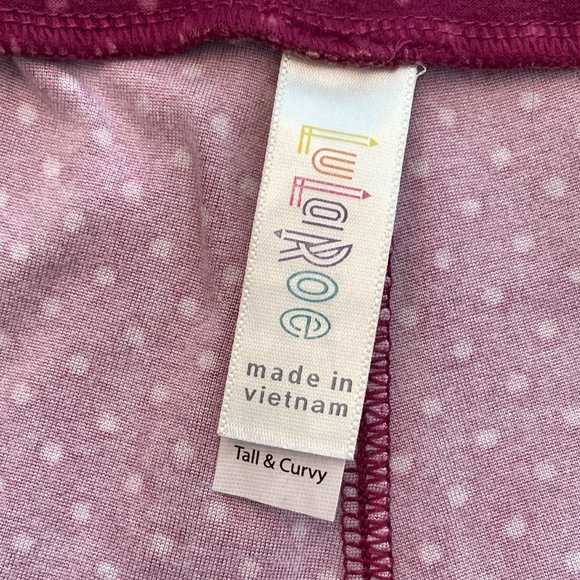 LuLaRoe
made in
vietnam
Tall & Curvy